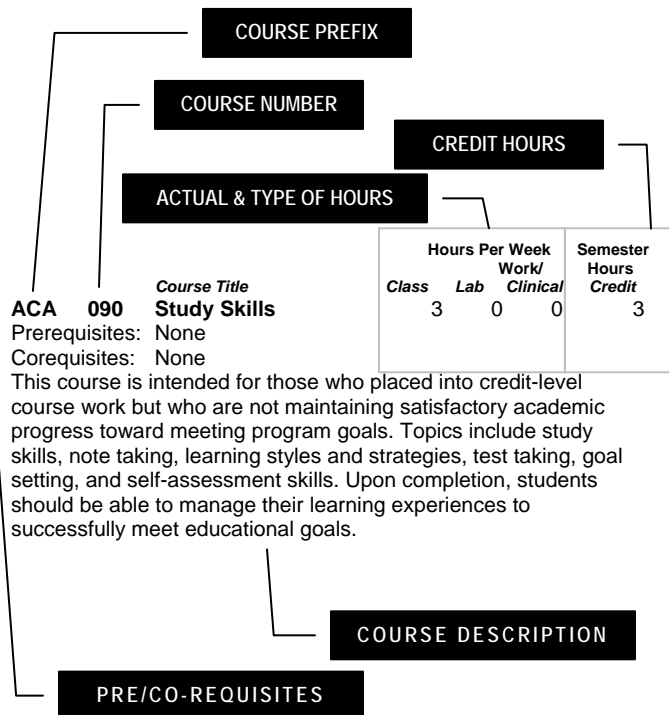 COURSE PREFIX
COURSE NUMBER
CREDIT HOURS
ACTUAL & TYPE OF HOURS
Hours Per Week
Semester
Work/
Hours
Course Title
Class Lab Clinical
Credit
ACA 090 Study Skills
3 0 0 3
Prerequisites: None
Corequisites: None
This course is intended for those who placed into credit-level
course work but who are not maintaining satisfactory academic
progress toward meeting program goals. Topics include study
skills, note taking, learning styles and strategies, test taking, goal
setting, and self-assessment skills. Upon completion, students
should be able to manage their learning experiences to
successfully meet educational goals.
COURSE DESCRIPTION
PRE/CO-REQUISITES